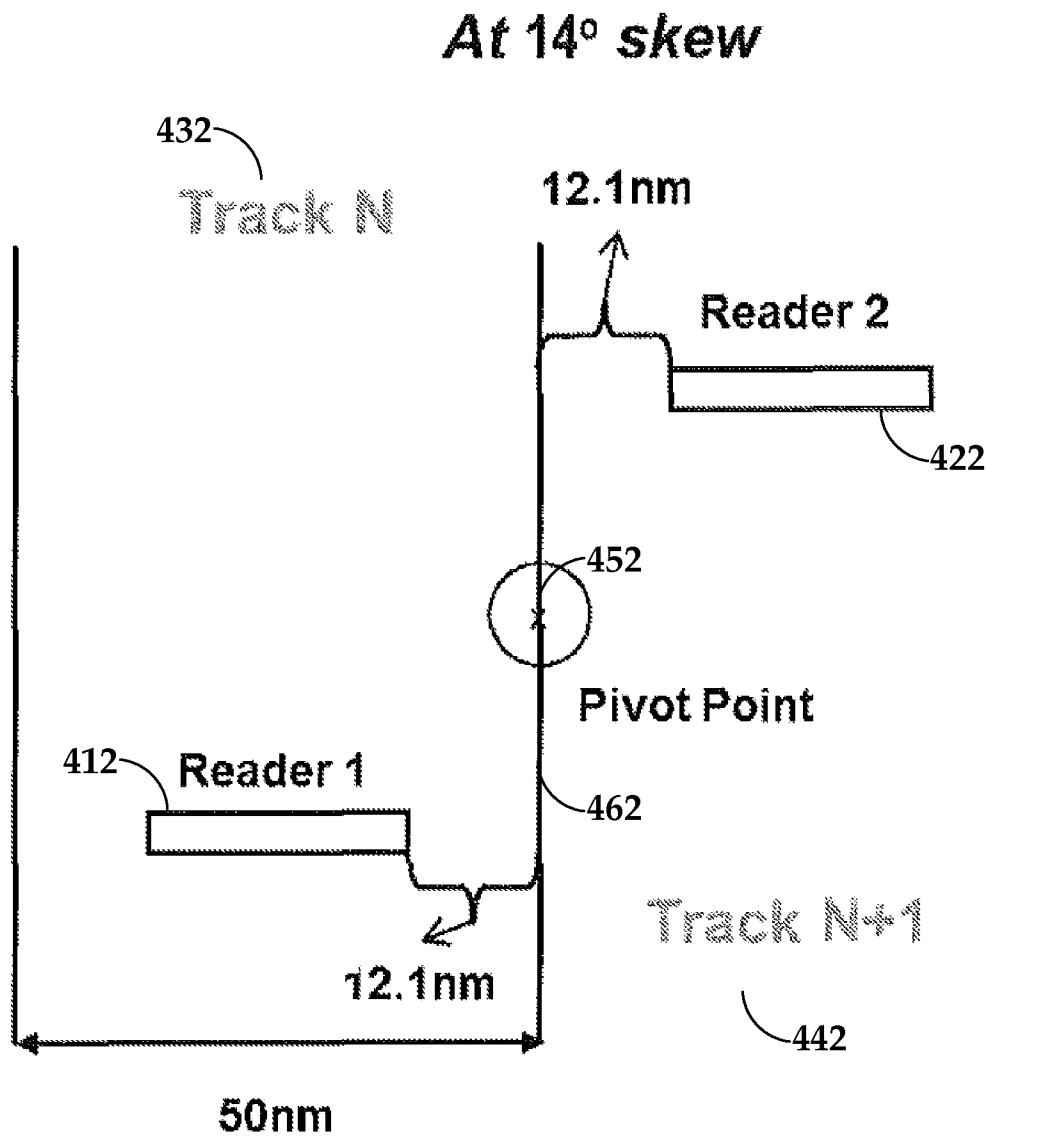 At 14º skew
432
Track N
12.1nm
Reader 2
422
452
Pivot Point
412
Reader 1
462
Track N+1
12.1nm
442
50nm